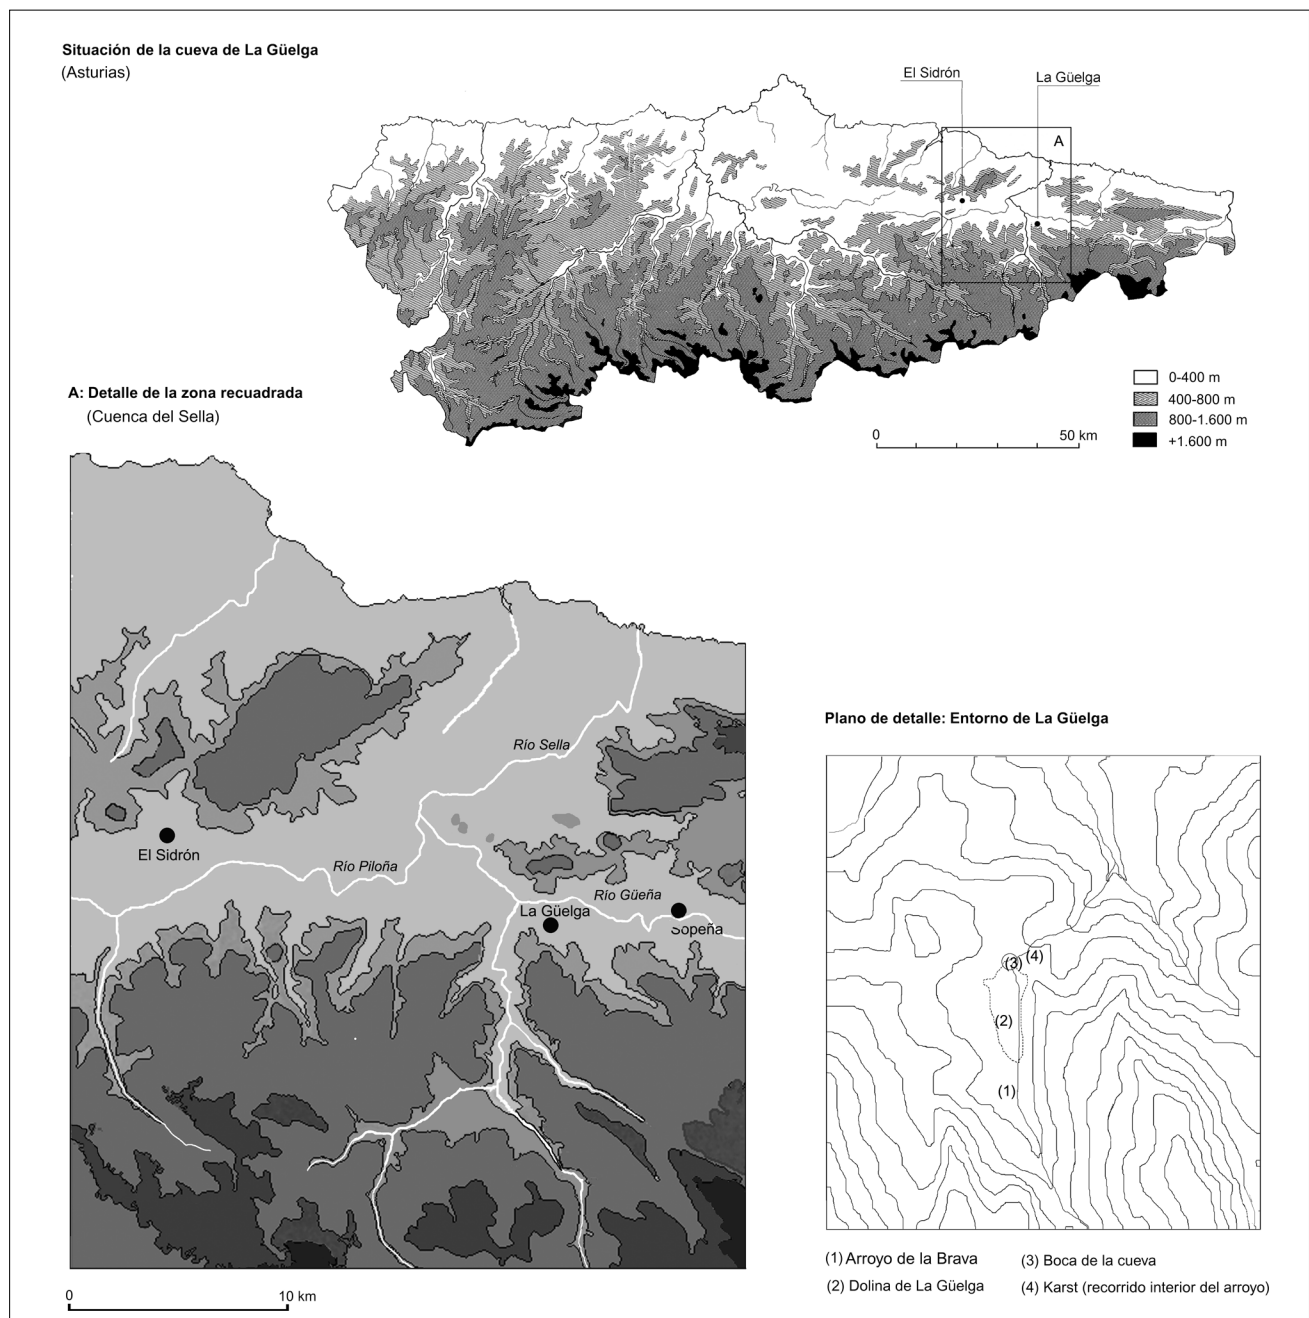 Situación de la cueva de La Güelga
(Asturias)
El Sidrón
La Güelga
A
0-400 m
400-800 m
800-1.600 m
+1.600 m
0 50 km
A: Detalle de la zona recuadrada
(Cuenca del Sella)
Río Sella
El Sidrón
Río Piloña
Río Güeña
La Güelga
Sopeña
0 10 km
Plano de detalle: Entorno de La Güelga
(3)
(4)
(2)
(1)
(1) Arroyo de la Brava
(2) Dolina de La Güelga
(3) Boca de la cueva
(4) Karst (recorrido interior del arroyo)